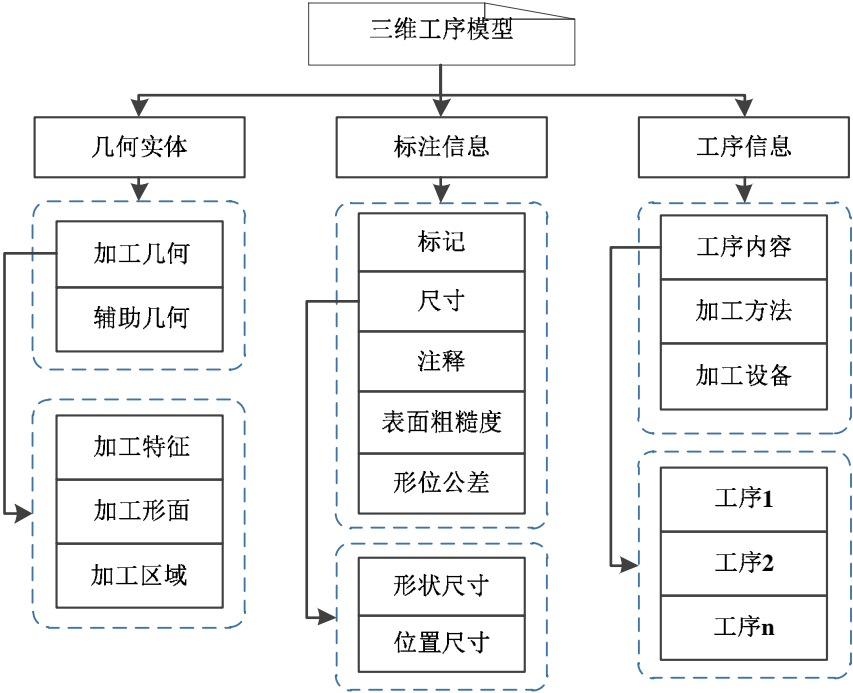 三维工序模型
几何实体
标注信息
工序信息
加工几何
辅助几何
加工特征
加工形面
加工区域
标记
尺寸
注释
表面粗糙度
形位公差
形状尺寸
位置尺寸
工序内容
加工方法
加工设备
工序1
工序2
工序n